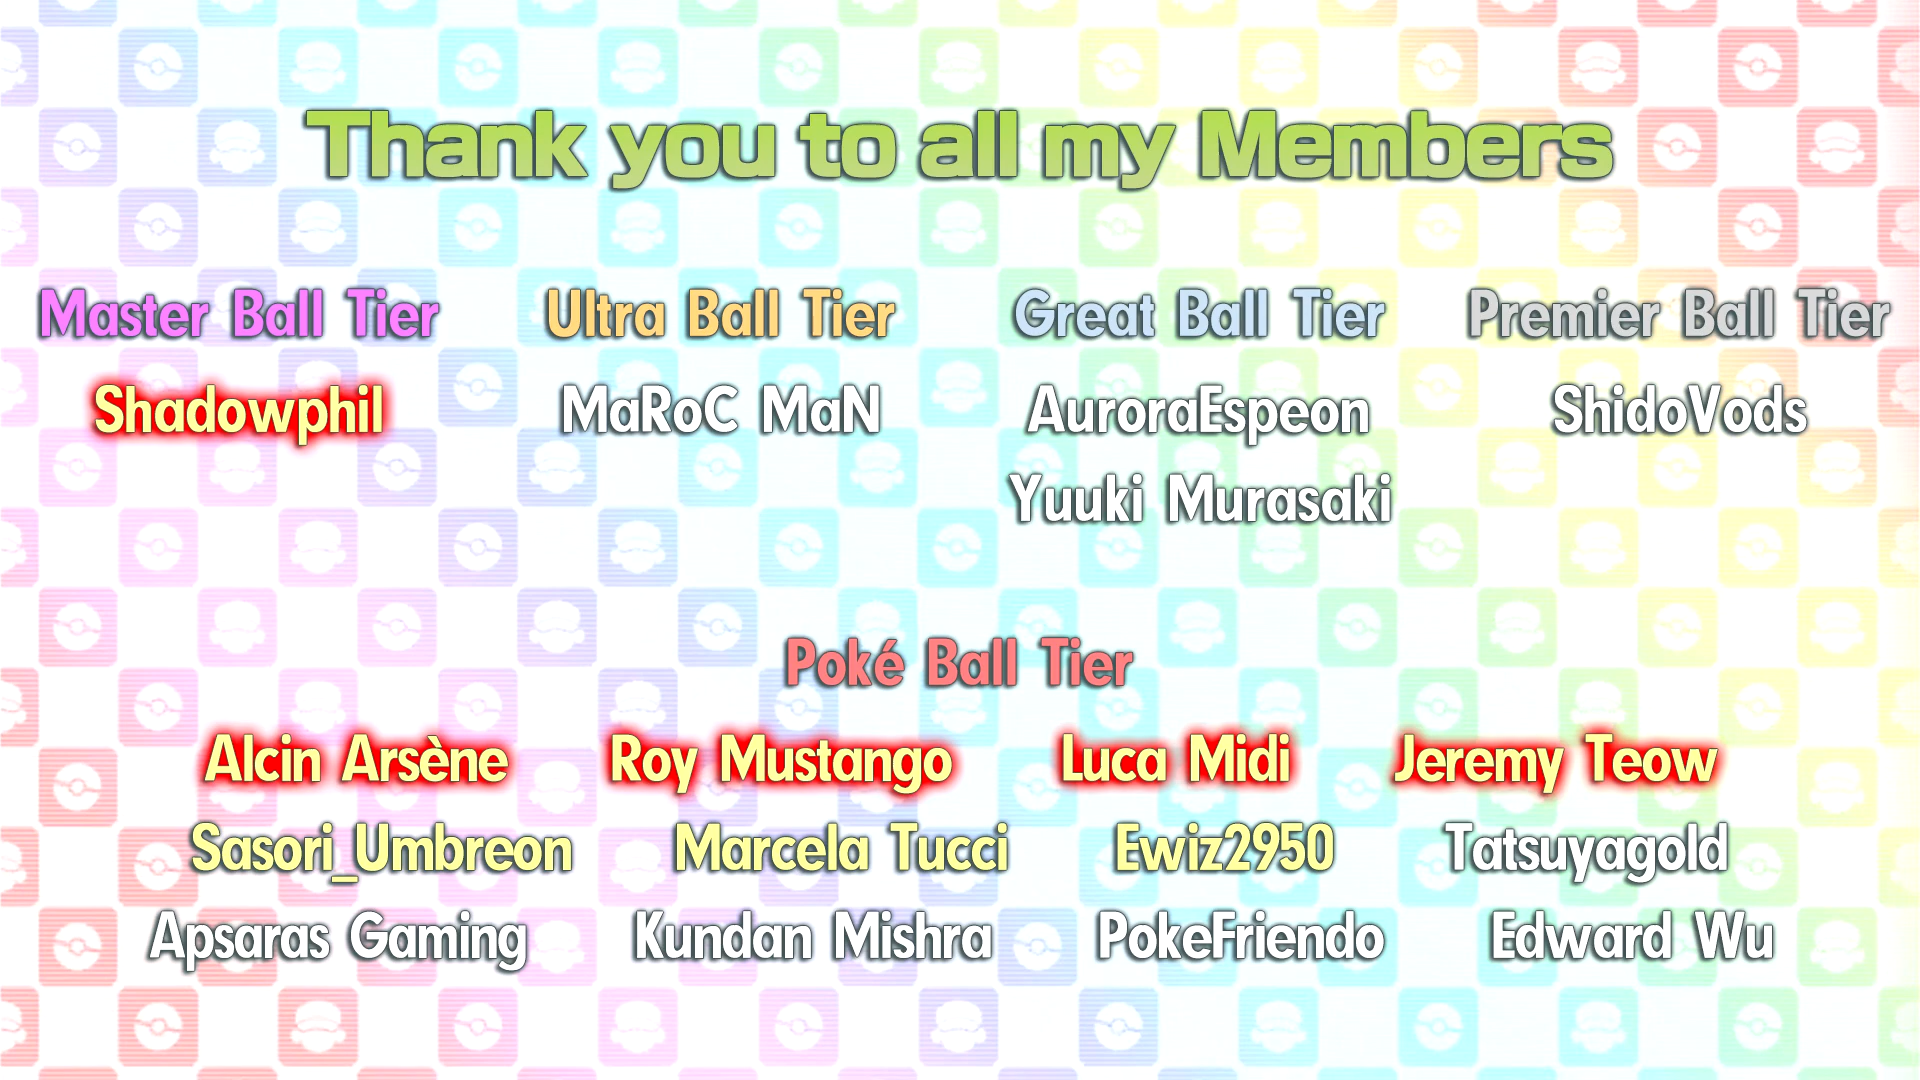 Thank you to all my Members
Master Ball Tier Ultra Ball Tier Great Ball Tier Premier Ball Tier
Shadowphil MaRoC MaN AuroraEspeon ShidoVods
Yuuki Murasaki
Poké Ball Tier
Alcin Arsène Roy Mustango Luca Midi Jeremy Teow
Sasori_Umbreon Marcela Tucci Ewiz2950 Tatsuyagold
Apsaras Gaming Kundan Mishra PokeFriendo Edward Wu